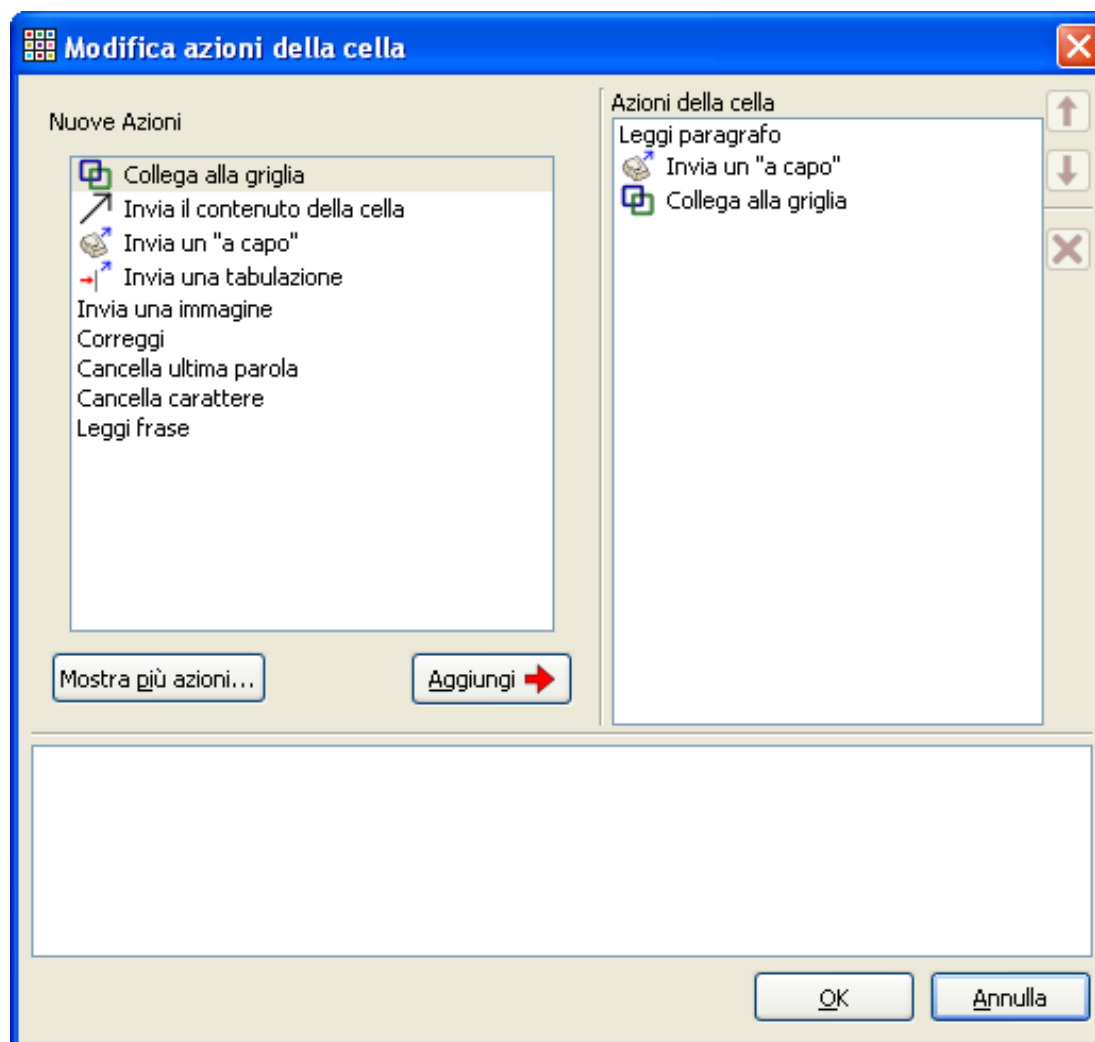 Modifica azioni della cella
Nuove Azioni
Collega alla griglia
Invia il contenuto della cella
Invia un "a capo"
Invia una tabulazione
Invia una immagine
Correggi
Cancella ultima parola
Cancella carattere
Leggi frase
Mostra più azioni...
Aggiungi
Azioni della cella
Leggi paragrafo
Invia un "a capo"
Collega alla griglia
OK
Annulla